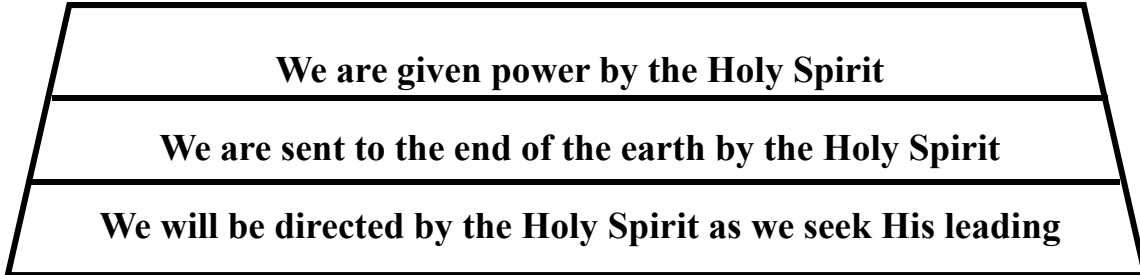 We are given power by the Holy Spirit
We are sent to the end of the earth by the Holy Spirit
We will be directed by the Holy Spirit as we seek His leading